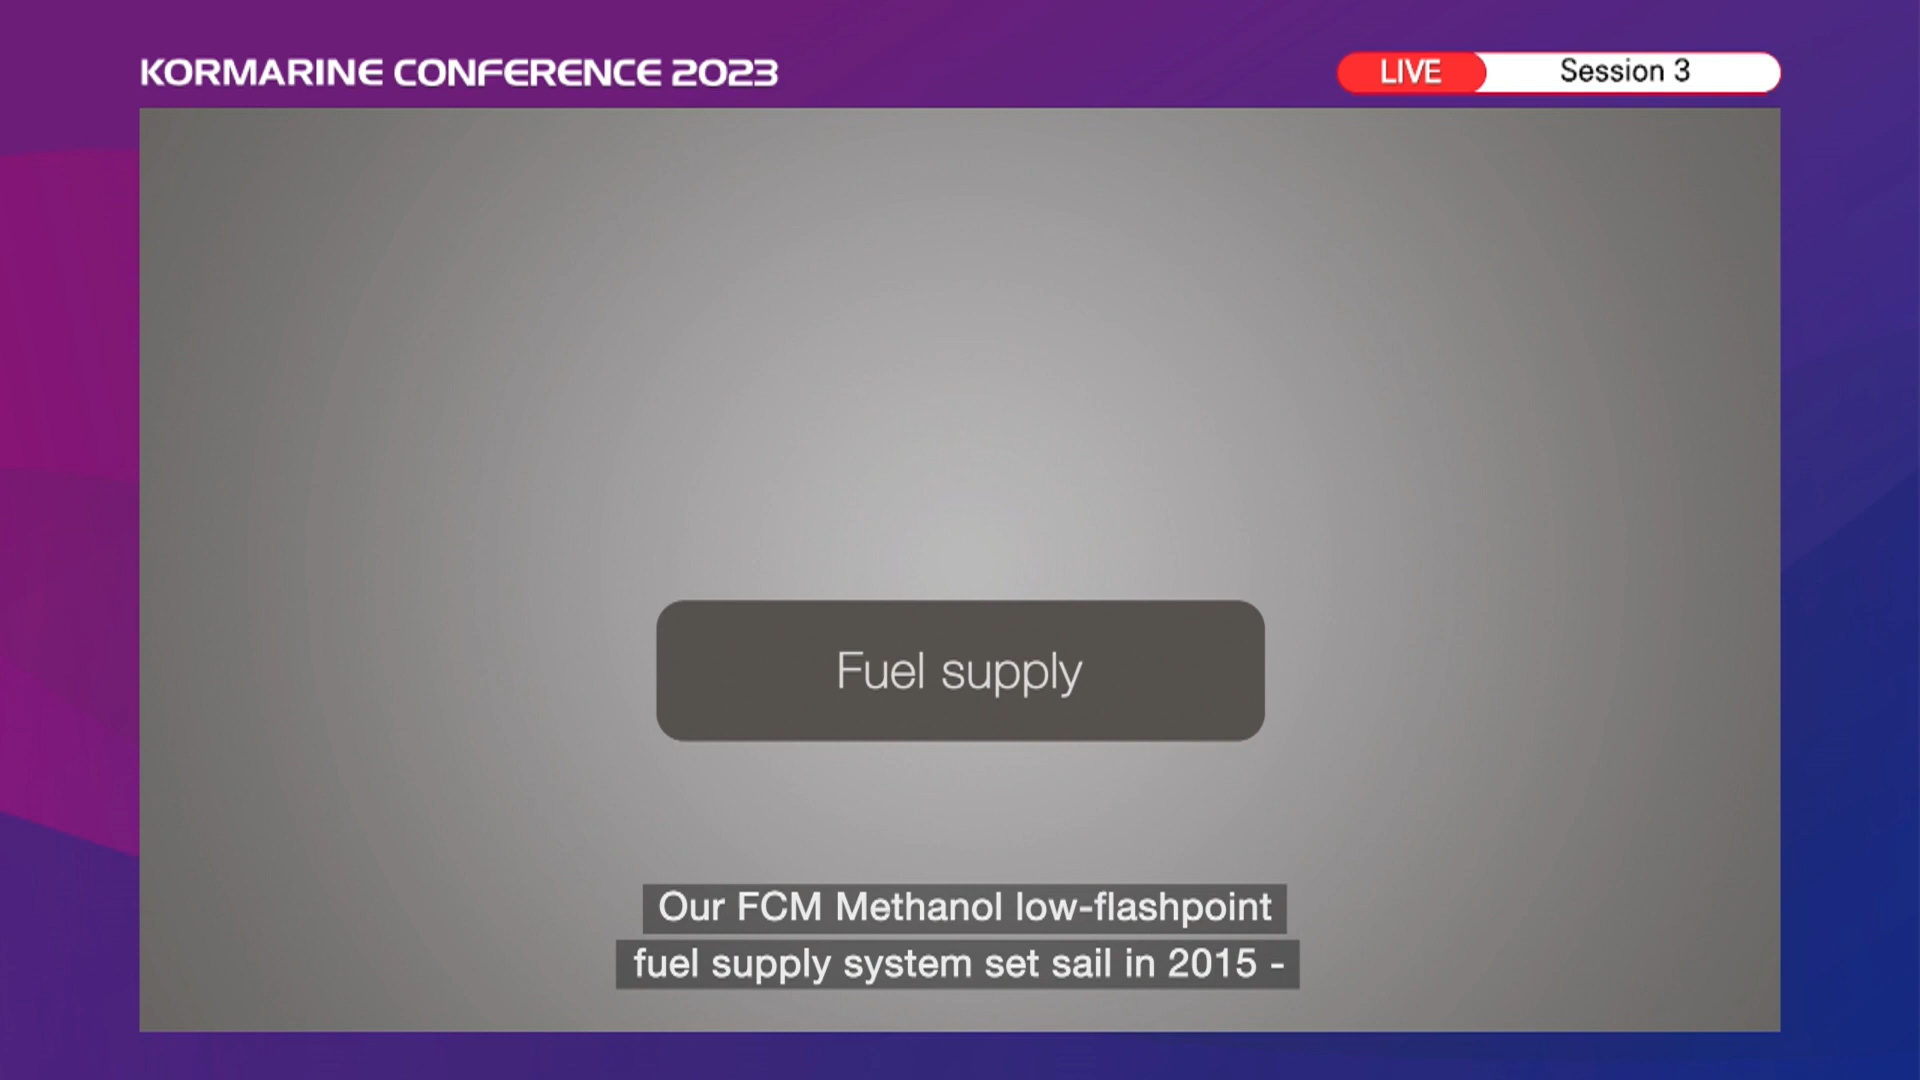 KORMARINE CONFERENCE 2023
LIVE Session 3
Fuel supply
Our FCM Methanol low-flashpoint
fuel supply system set sail in 2015 -